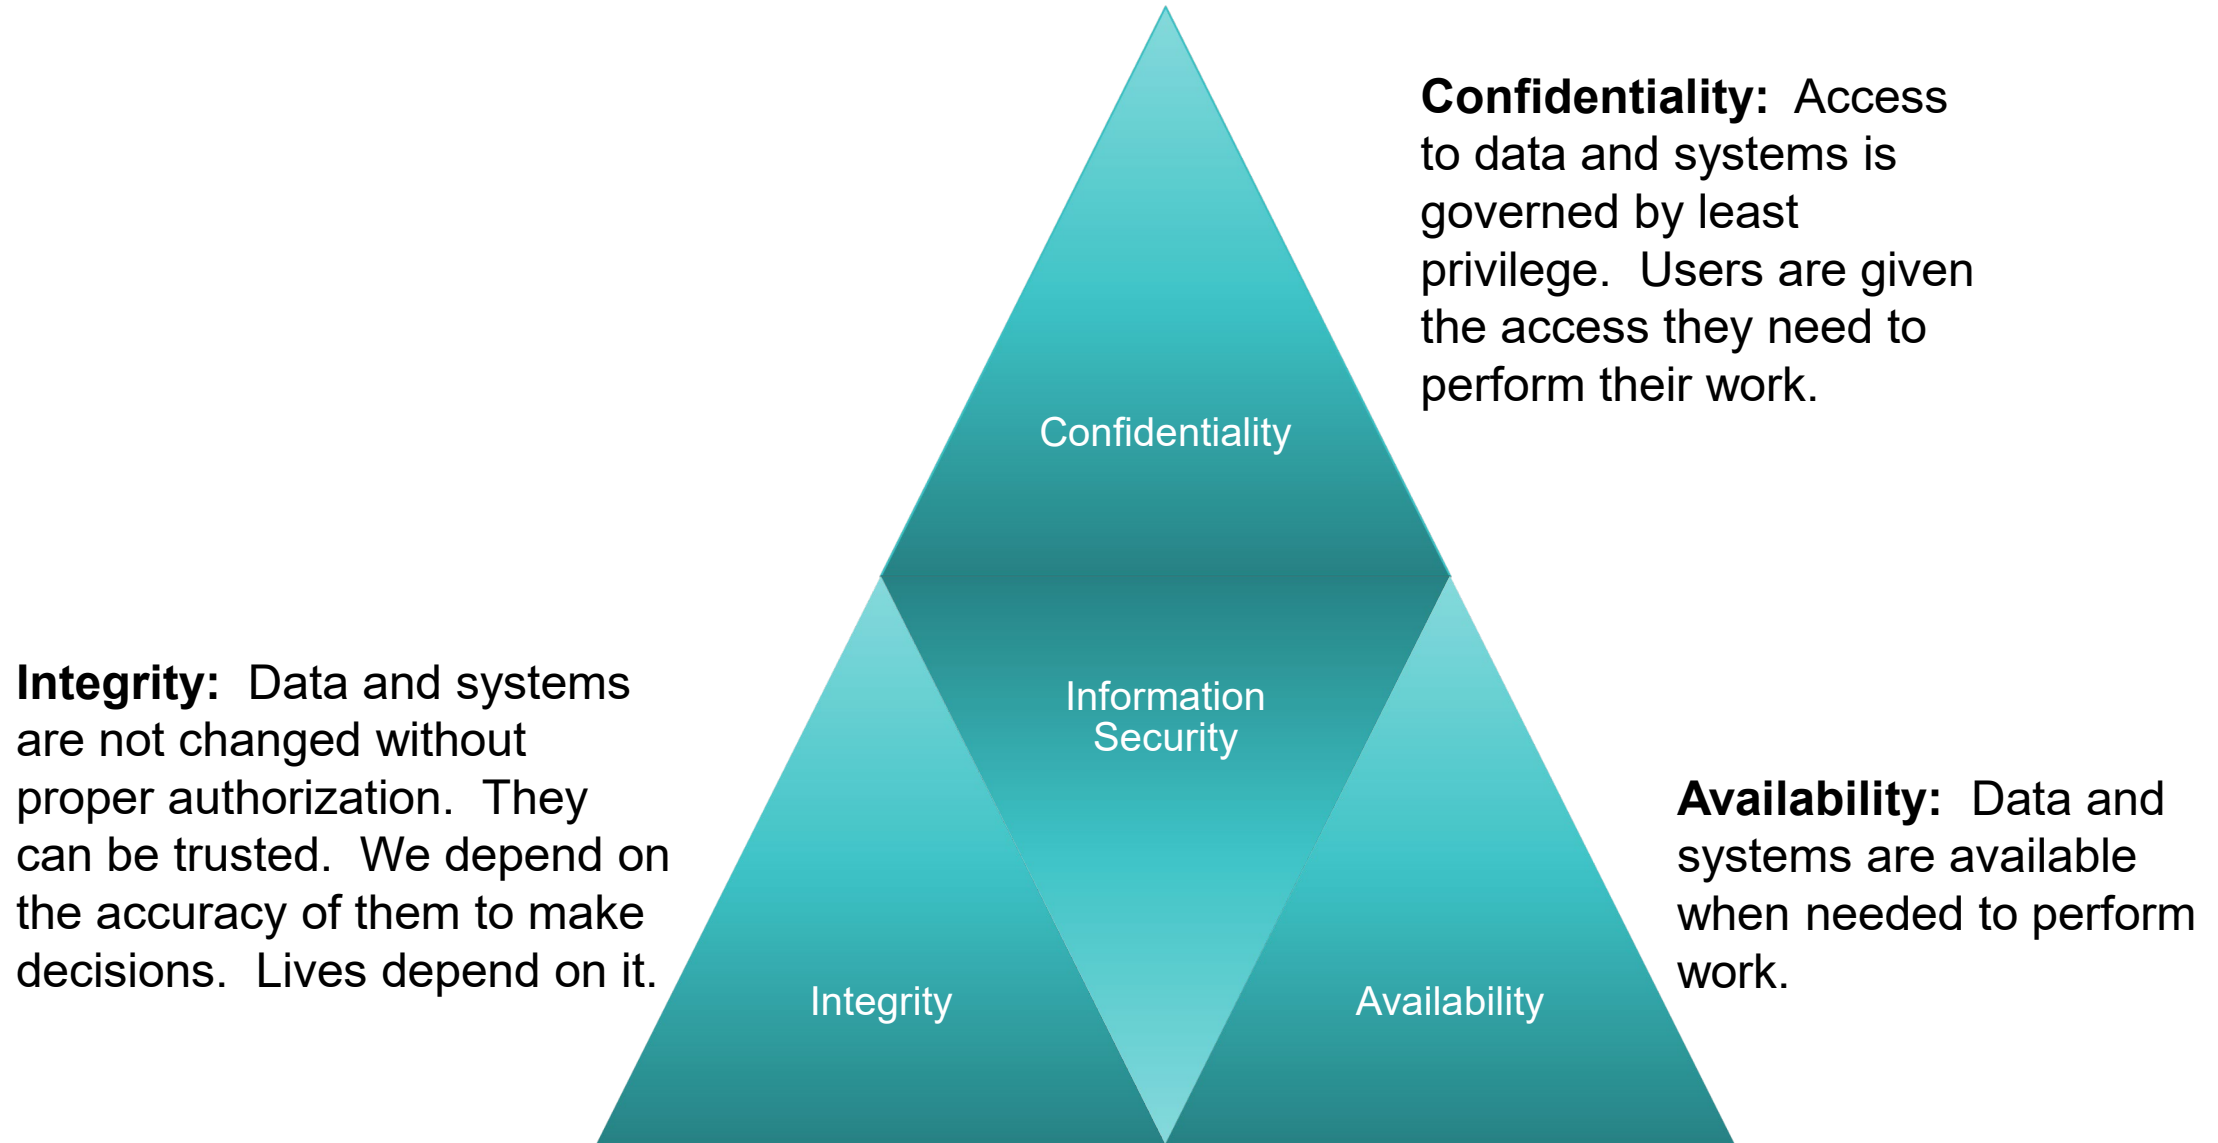 Confidentiality:  Access
to data and systems is
governed by least
privilege.  Users are given
the access they need to
perform their work.
Confidentiality
Integrity:  Data and systems
are not changed without
proper authorization.  They
can be trusted.  We depend on
the accuracy of them to make
decisions.  Lives depend on it.
Information
Security
Integrity
Availability
Availability:  Data and
systems are available
when needed to perform
work.